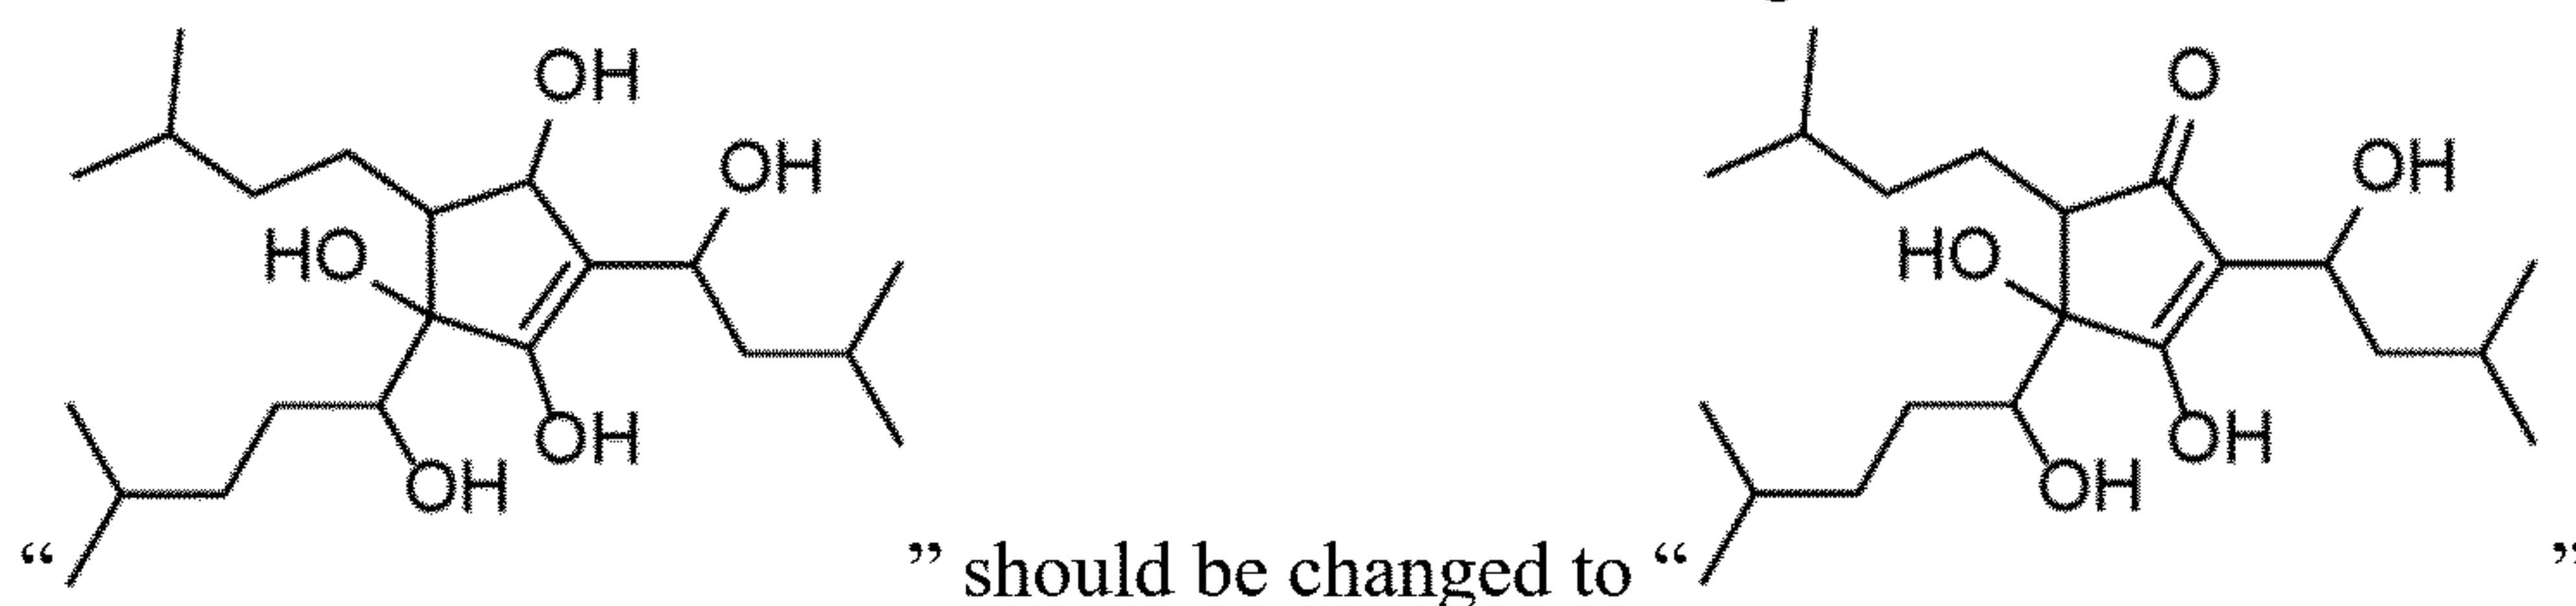 OH O
OH OH
HO HO
OH OH
OH OH
“ ” should be changed to “ ”